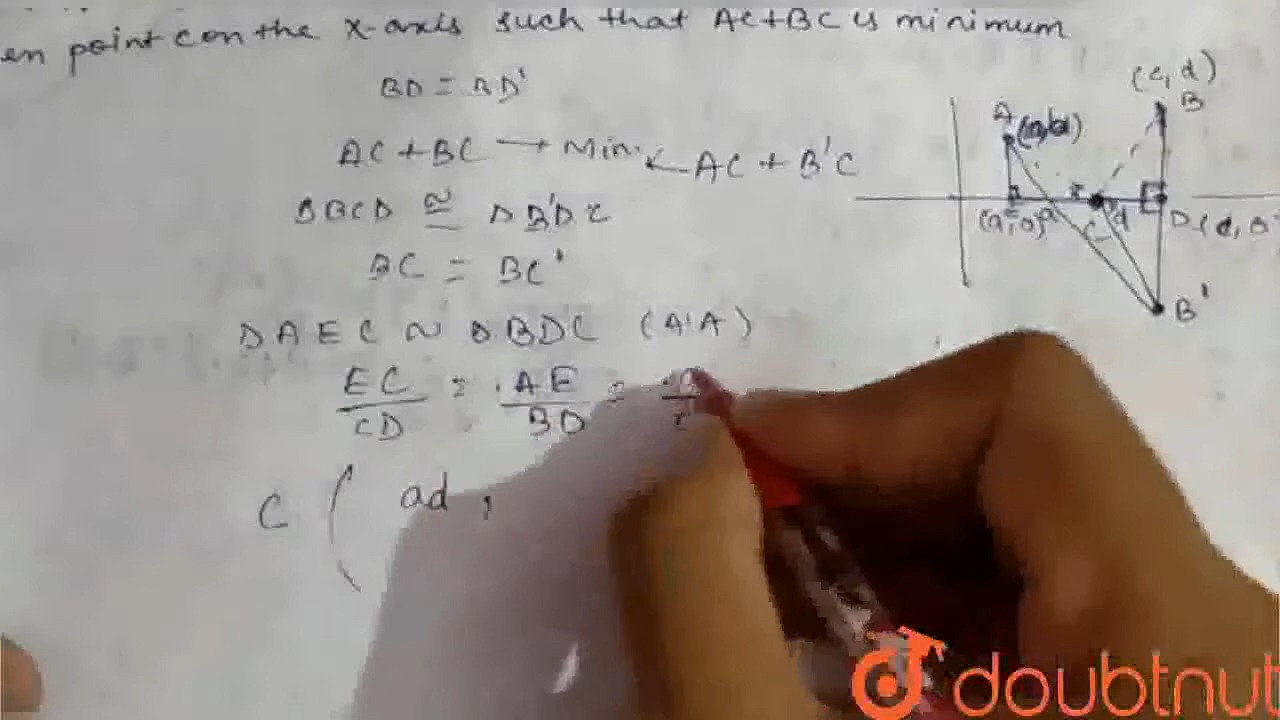 en point c on the x-axis such that AC+BC is minimum
BD = BD'
AC + BC → Min. ← AC + B'C
ΔBCD ≅ ΔB'DC
BC = BC'
ΔAEC ~ ΔBDC (A'A)
EC/CD = AE/BD =
C ( ad ,
(c, d)
B
A
(a,b)
E
(a,0)
C
d
D
B'
doubtnut